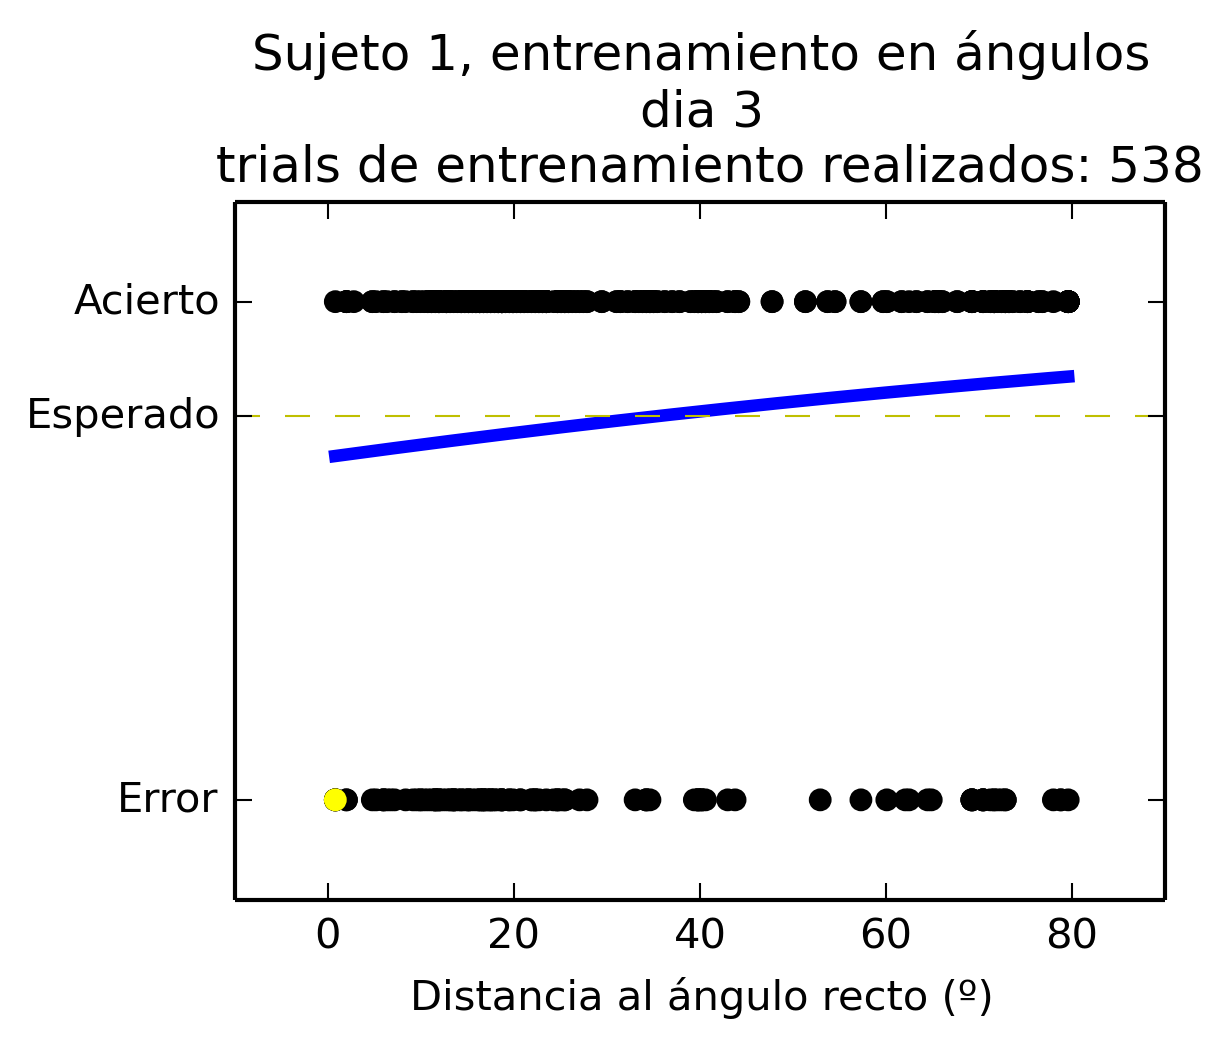 Sujeto 1, entrenamiento en ángulos
dia 3
trials de entrenamiento realizados: 538
Acierto
Esperado
Error
0 20 40 60 80
Distancia al ángulo recto (º)